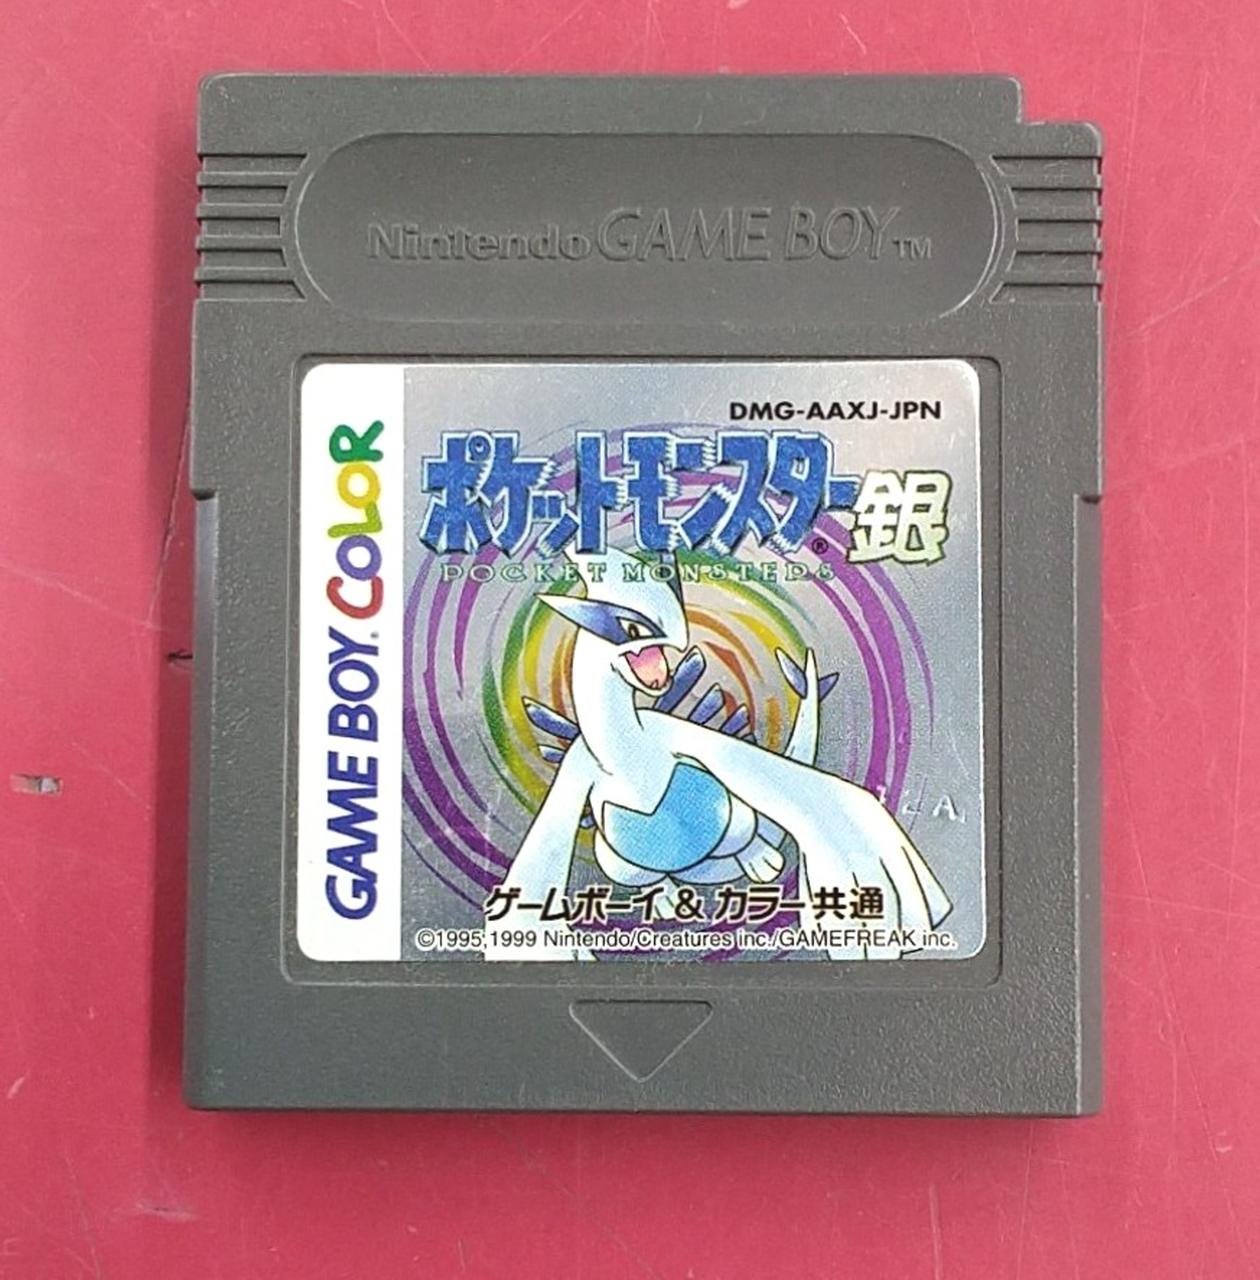 Nintendo GAME BOY TM
GAME BOY COLOR
DMG-AAXJ-JPN
ポケットモンスター銀
POCKET MONSTERS
ゲームボーイ & カラー共通
©1995,1999 Nintendo/Creatures inc./GAMEFREAK inc.